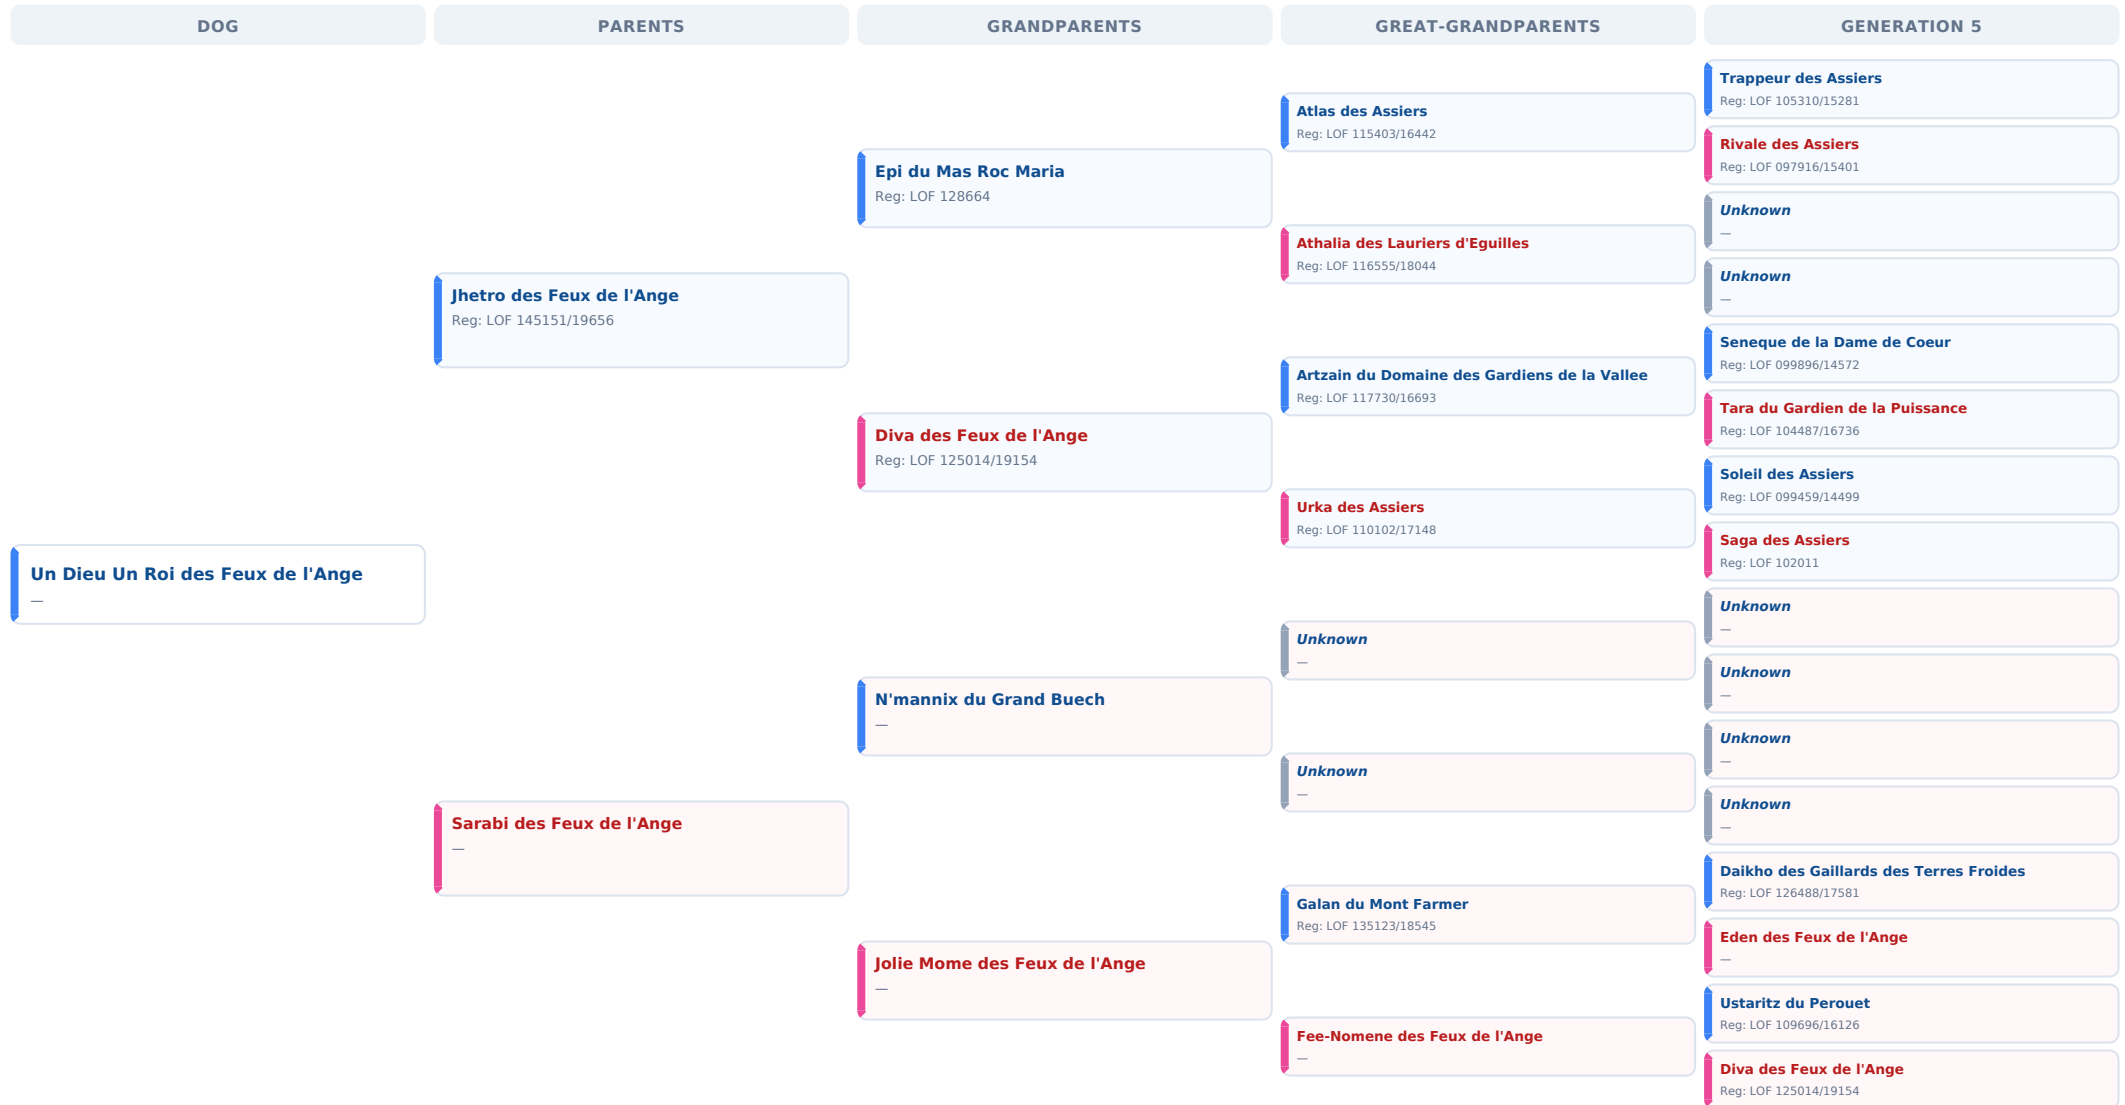 DOG
PARENTS
GRANDPARENTS
GREAT-GRANDPARENTS
GENERATION 5
Un Dieu Un Roi des Feux de l'Ange
—
Jhetro des Feux de l'Ange
Reg: LOF 145151/19656
Sarabi des Feux de l'Ange
—
Epi du Mas Roc Maria
Reg: LOF 128664
Diva des Feux de l'Ange
Reg: LOF 125014/19154
N'mannix du Grand Buech
—
Jolie Mome des Feux de l'Ange
—
Atlas des Assiers
Reg: LOF 115403/16442
Athalia des Lauriers d'Eguilles
Reg: LOF 116555/18044
Artzain du Domaine des Gardiens de la Vallee
Reg: LOF 117730/16693
Urka des Assiers
Reg: LOF 110102/17148
Unknown
—
Unknown
—
Galan du Mont Farmer
Reg: LOF 135123/18545
Fee-Nomene des Feux de l'Ange
—
Trappeur des Assiers
Reg: LOF 105310/15281
Rivale des Assiers
Reg: LOF 097916/15401
Unknown
—
Unknown
—
Seneque de la Dame de Coeur
Reg: LOF 099896/14572
Tara du Gardien de la Puissance
Reg: LOF 104487/16736
Soleil des Assiers
Reg: LOF 099459/14499
Saga des Assiers
Reg: LOF 102011
Unknown
—
Unknown
—
Unknown
—
Unknown
—
Daikho des Gaillards des Terres Froides
Reg: LOF 126488/17581
Eden des Feux de l'Ange
—
Ustaritz du Perouet
Reg: LOF 109696/16126
Diva des Feux de l'Ange
Reg: LOF 125014/19154